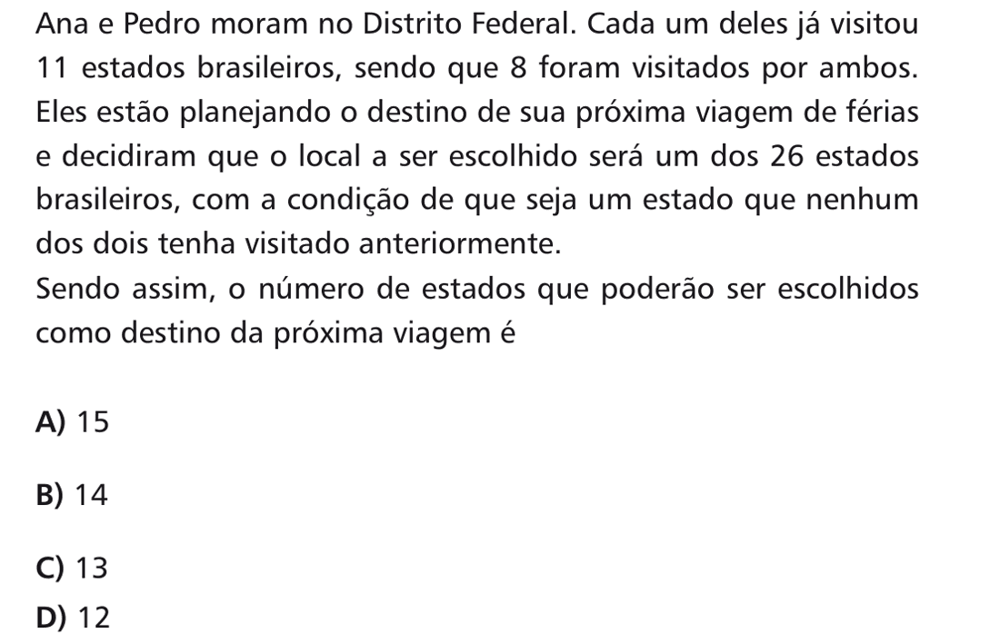 Ana e Pedro moram no Distrito Federal. Cada um deles já visitou
11 estados brasileiros, sendo que 8 foram visitados por ambos.
Eles estão planejando o destino de sua próxima viagem de férias
e decidiram que o local a ser escolhido será um dos 26 estados
brasileiros, com a condição de que seja um estado que nenhum
dos dois tenha visitado anteriormente.
Sendo assim, o número de estados que poderão ser escolhidos
como destino da próxima viagem é
A) 15
B) 14
C) 13
D) 12